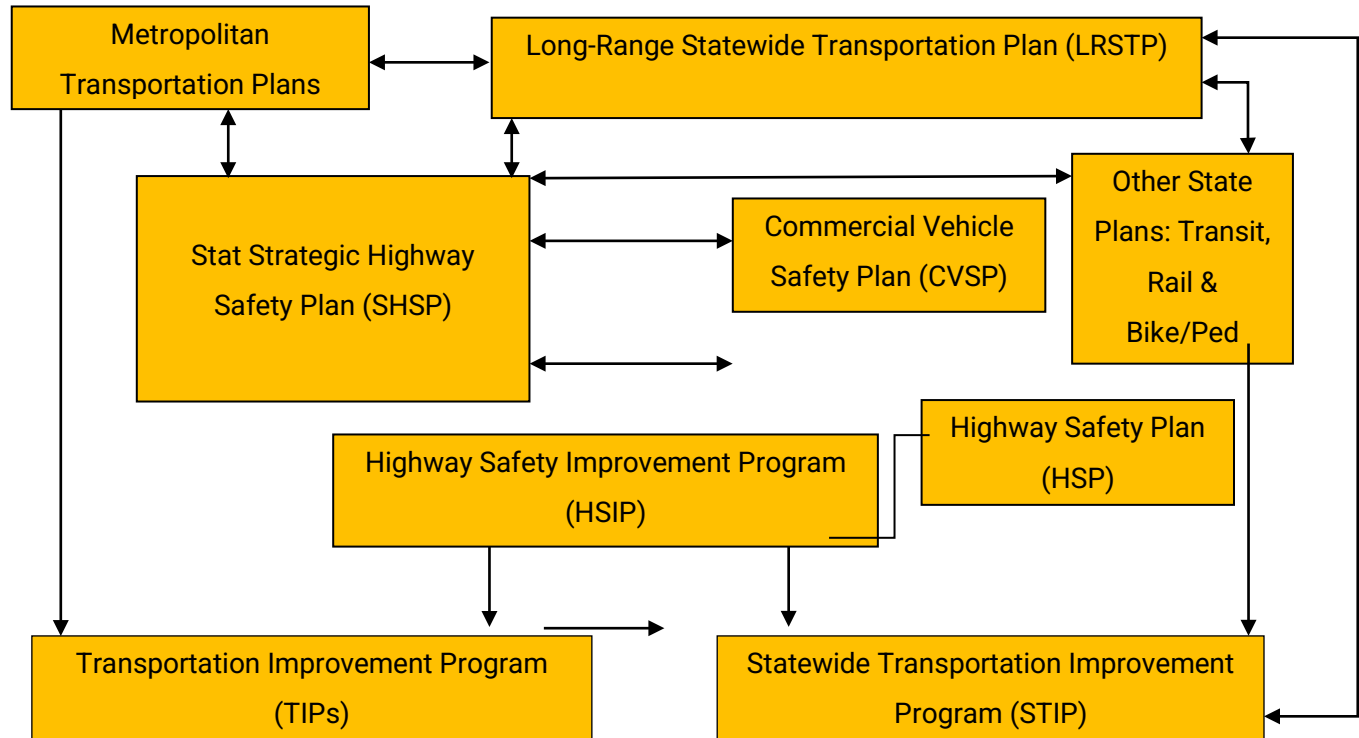 Metropolitan
Transportation Plans
Long-Range Statewide Transportation Plan (LRSTP)
Stat Strategic Highway
Safety Plan (SHSP)
Commercial Vehicle
Safety Plan (CVSP)
Other State
Plans: Transit,
Rail &
Bike/Ped
Highway Safety Improvement Program
(HSIP)
Highway Safety Plan
(HSP)
Transportation Improvement Program
(TIPs)
Statewide Transportation Improvement
Program (STIP)